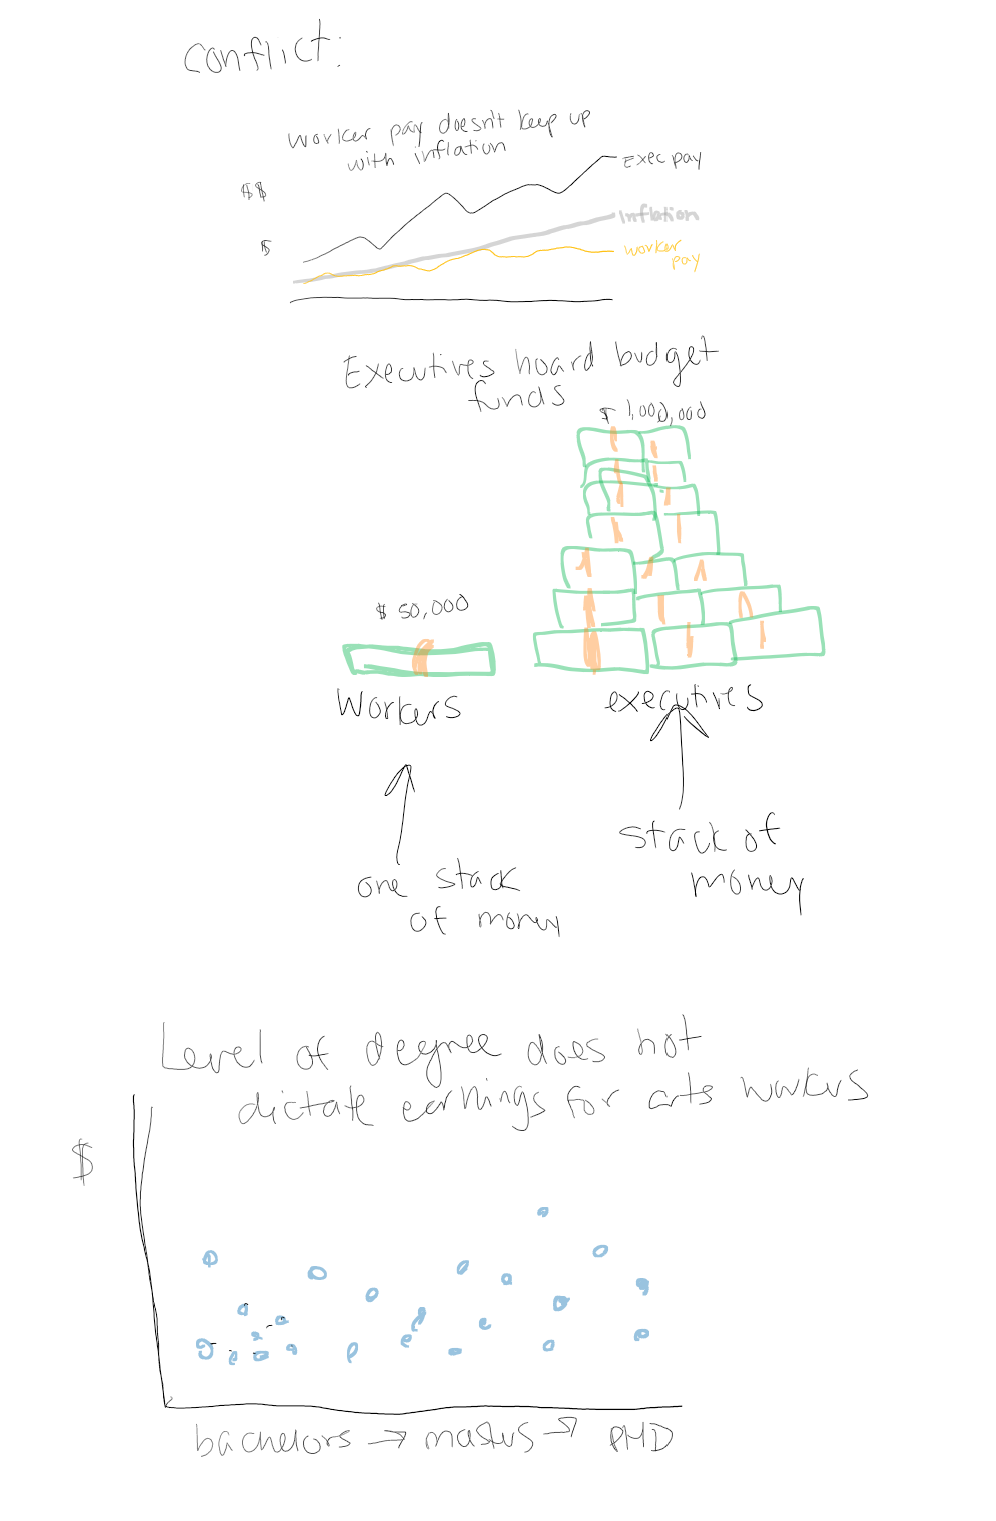 Conflict:
worker pay doesn't keep up
with inflation
$$
Exec pay
Inflation
$
worker
pay
Executives hoard budget
funds
$ 1,000,000
$ 50,000
Workers
executives
stack of
money
one stack
of money
Level of degree does not
dictate earnings for arts workers
$
bachelors → masters → PHD